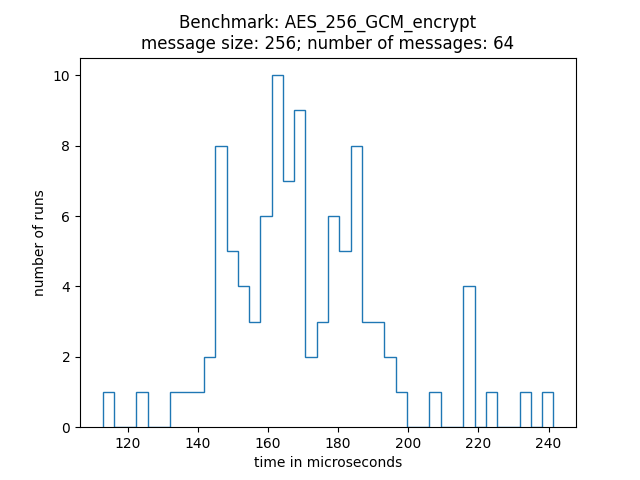 Benchmark: AES_256_GCM_encrypt
message size: 256; number of messages: 64
10
8
6
4
2
0
number of runs
120 140 160 180 200 220 240
time in microseconds